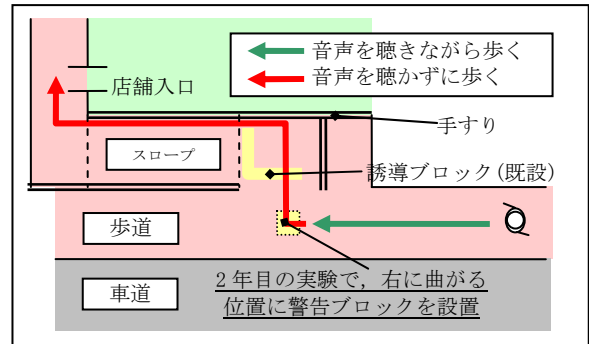 音声を聴きながら歩く
音声を聴かずに歩く
店舗入口
手すり
スロープ
誘導ブロック(既設)
歩道
車道
2年目の実験で，右に曲がる
位置に警告ブロックを設置